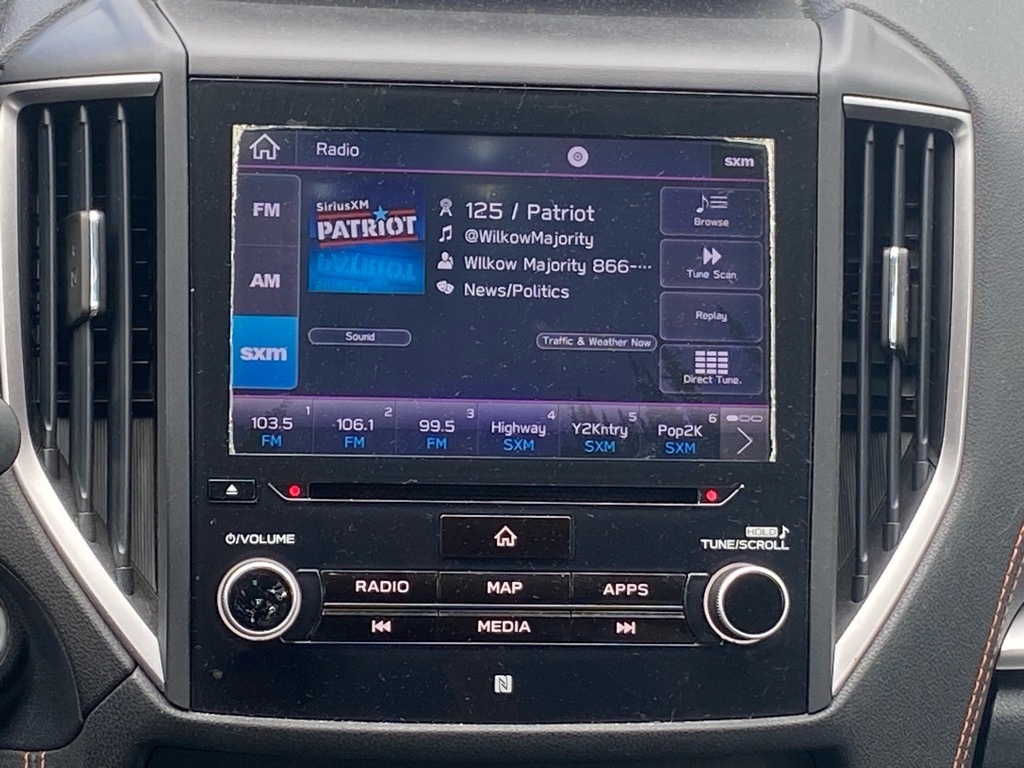 Radio
sxm
FM
AM
sxm
SiriusXM
PATRIOT
125 / Patriot
@WilkowMajority
WIlkow Majority 866-···
News/Politics
Browse
Tune Scan
Replay
Direct Tune
Sound
Traffic & Weather Now
103.5 1
FM
106.1 2
FM
99.5 3
FM
Highway 4
SXM
Y2Kntry 5
SXM
Pop2K 6
SXM
/VOLUME
HOLD
TUNE/SCROLL
RADIO
MAP
APPS
MEDIA
N